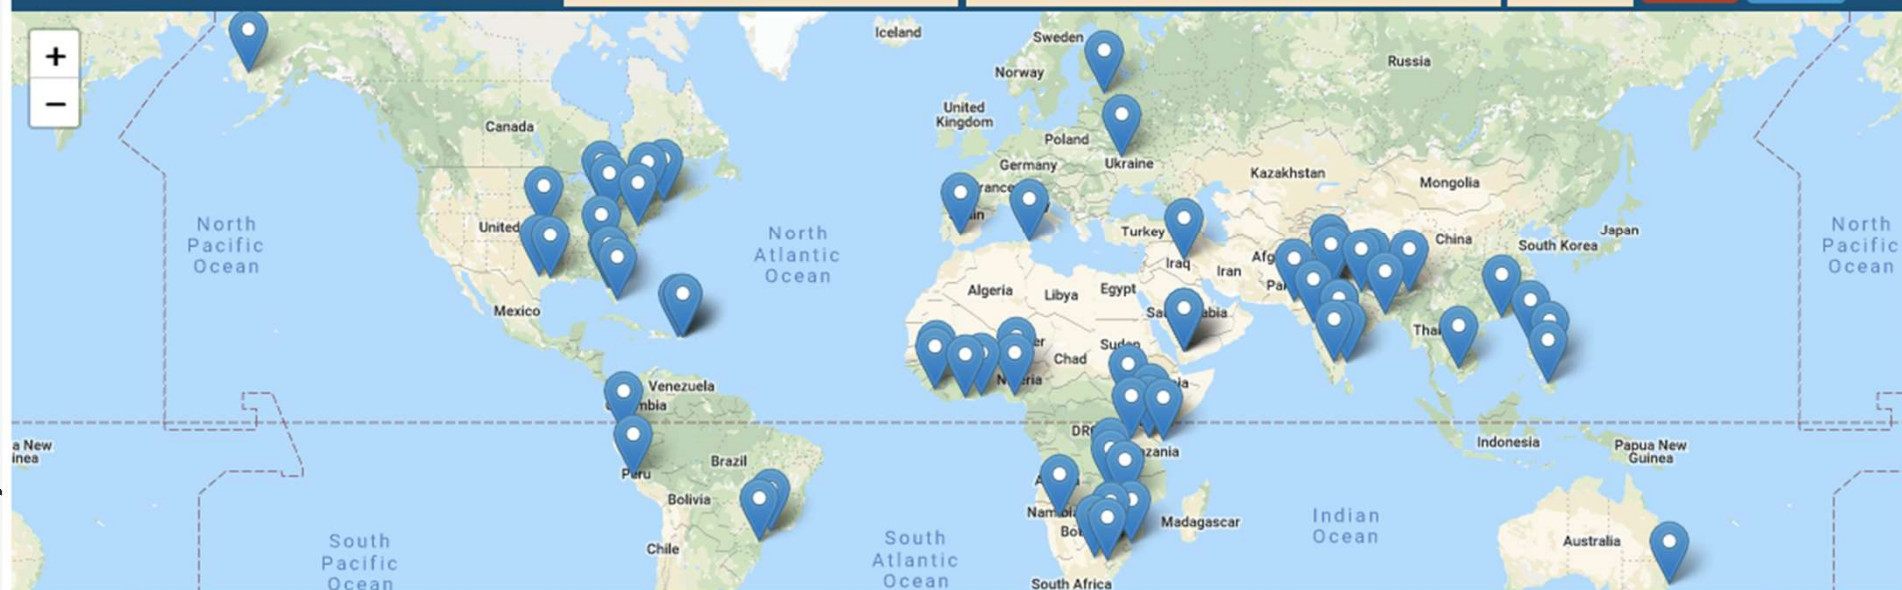 +
−
Iceland
Sweden
Norway
Russia
United
Kingdom
Canada
Poland
Germany
Ukraine
Kazakhstan
Mongolia
North
Pacific
Ocean
United
North
Atlantic
Ocean
Turkey
China
Japan
South Korea
North
Pacific
Ocean
Iraq
Iran
Mexico
Algeria
Libya
Egypt
Chad
Venezuela
Indonesia
Papua New
Guinea
Brazil
Peru
Bolivia
Madagascar
Indian
Ocean
Australia
Chile
South
Pacific
Ocean
South
Atlantic
Ocean
South Africa